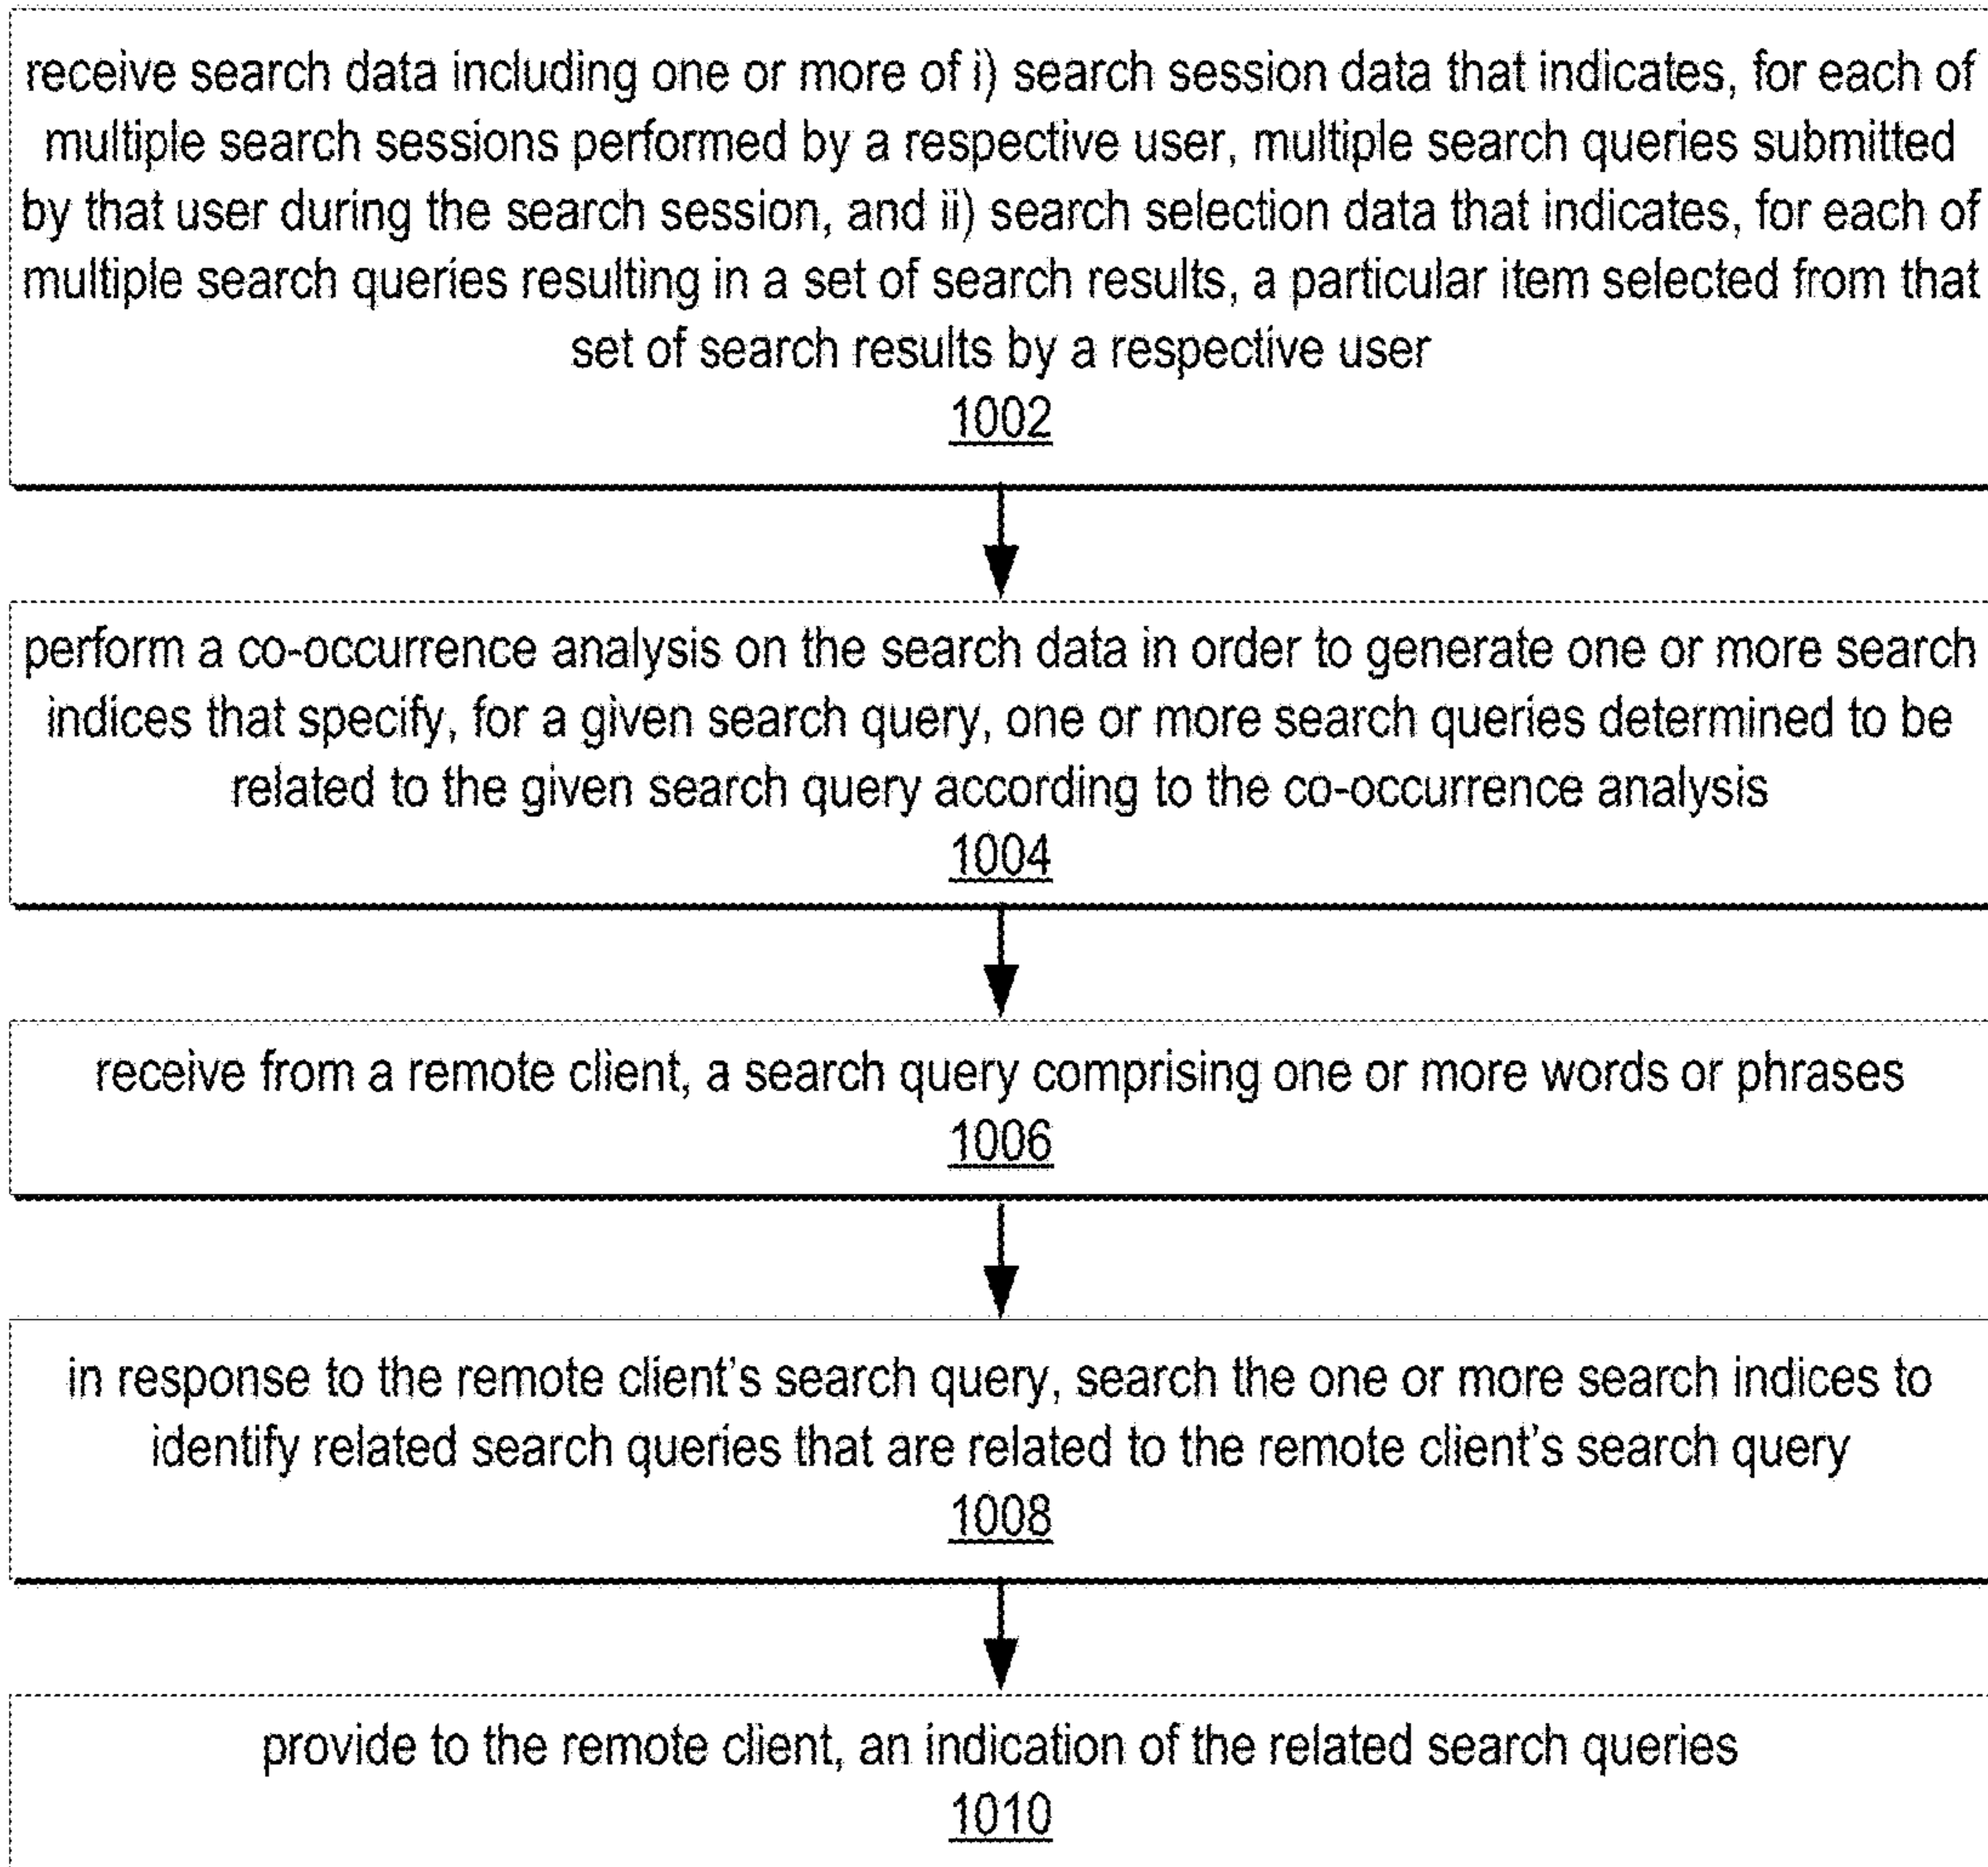 receive search data including one or more of i) search session data that indicates, for each of
multiple search sessions performed by a respective user, multiple search queries submitted
by that user during the search session, and ii) search selection data that indicates, for each of
multiple search queries resulting in a set of search results, a particular item selected from that
set of search results by a respective user
1002
perform a co-occurrence analysis on the search data in order to generate one or more search
indices that specify, for a given search query, one or more search queries determined to be
related to the given search query according to the co-occurrence analysis
1004
receive from a remote client, a search query comprising one or more words or phrases
1006
in response to the remote client's search query, search the one or more search indices to
identify related search queries that are related to the remote client's search query
1008
provide to the remote client, an indication of the related search queries
1010